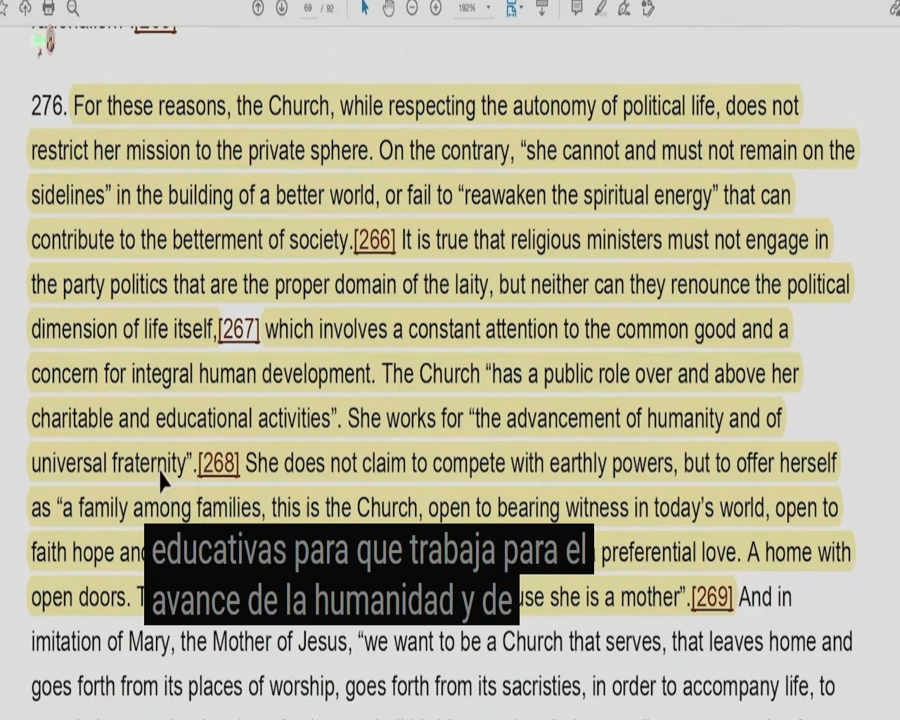 69 / 92 192%
276. For these reasons, the Church, while respecting the autonomy of political life, does not
restrict her mission to the private sphere. On the contrary, “she cannot and must not remain on the
sidelines” in the building of a better world, or fail to “reawaken the spiritual energy” that can
contribute to the betterment of society.[266] It is true that religious ministers must not engage in
the party politics that are the proper domain of the laity, but neither can they renounce the political
dimension of life itself,[267] which involves a constant attention to the common good and a
concern for integral human development. The Church “has a public role over and above her
charitable and educational activities”. She works for “the advancement of humanity and of
universal fraternity”.[268] She does not claim to compete with earthly powers, but to offer herself
as “a family among families, this is the Church, open to bearing witness in today’s world, open to
faith hope and preferential love. A home with
educativas para que trabaja para el
open doors. she is a mother”.[269] And in
avance de la humanidad y de
imitation of Mary, the Mother of Jesus, “we want to be a Church that serves, that leaves home and
goes forth from its places of worship, goes forth from its sacristies, in order to accompany life, to